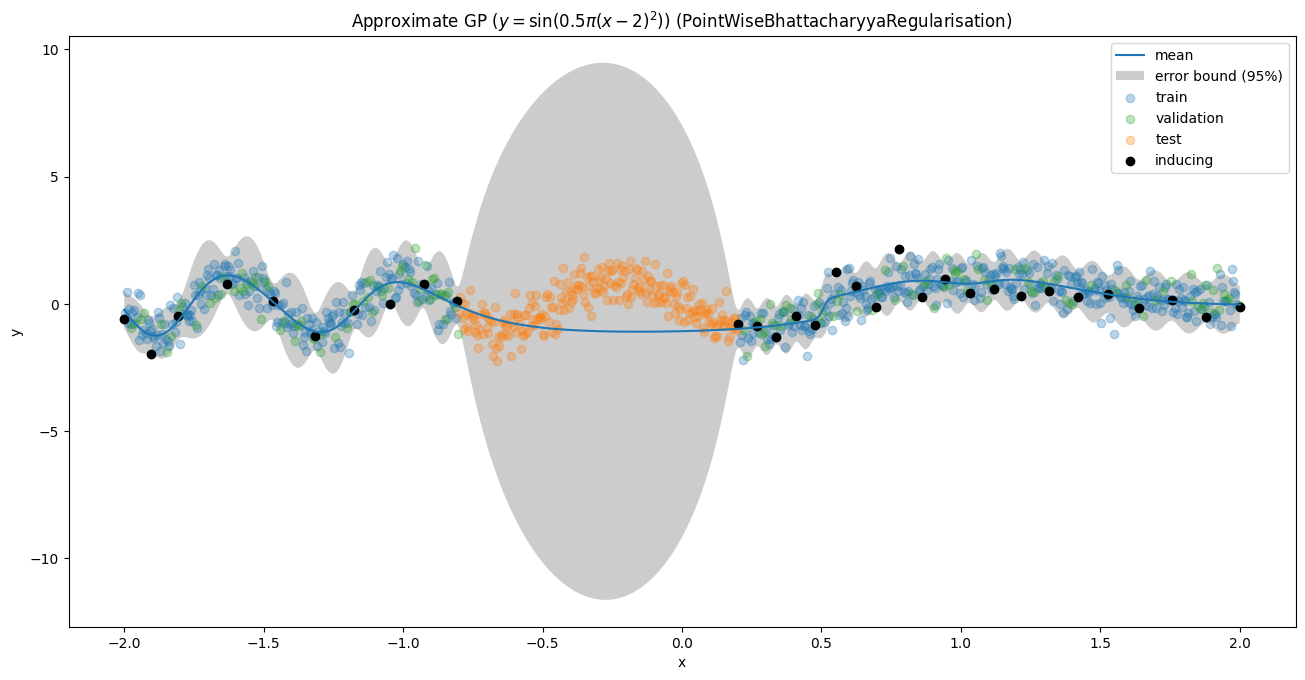 Approximate GP (y = sin(0.5π(x − 2)²)) (PointWiseBhattacharyyaRegularisation)
mean
error bound (95%)
train
validation
test
inducing
10
5
0
−5
−10
y
−2.0 −1.5 −1.0 −0.5 0.0 0.5 1.0 1.5 2.0
x